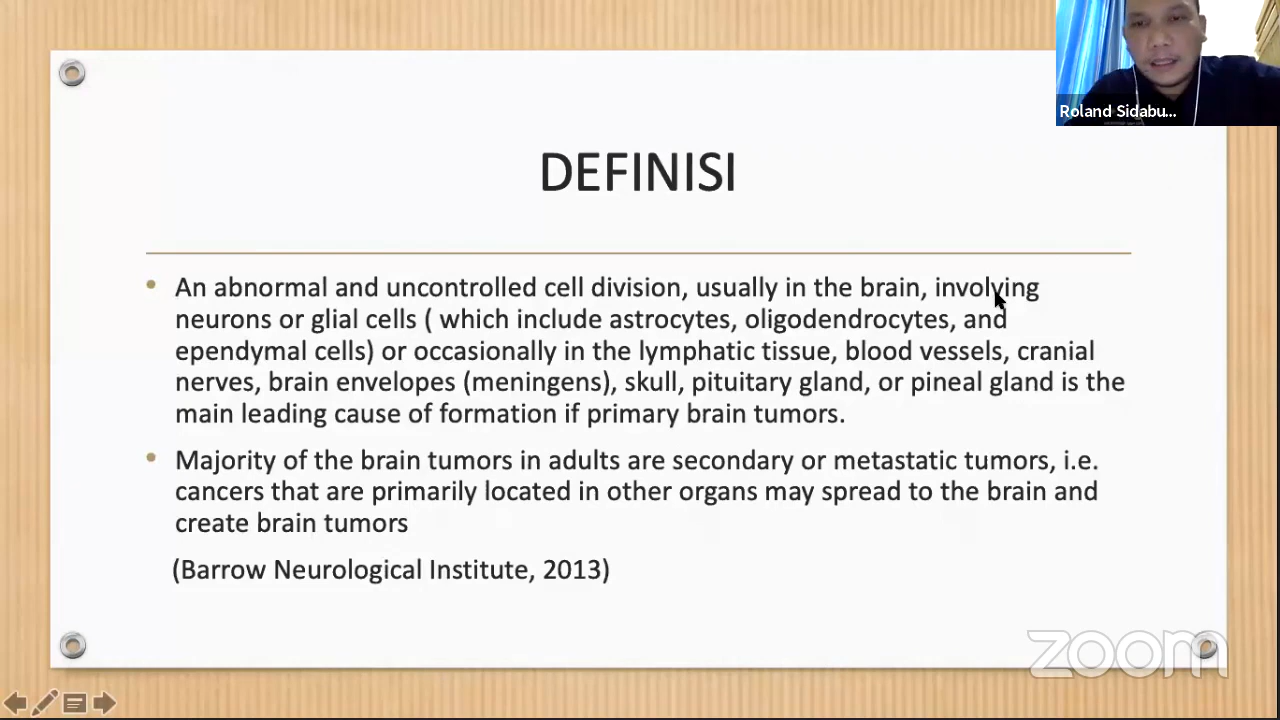 Roland Sidabu...
DEFINISI
• An abnormal and uncontrolled cell division, usually in the brain, involving
neurons or glial cells ( which include astrocytes, oligodendrocytes, and
ependymal cells) or occasionally in the lymphatic tissue, blood vessels, cranial
nerves, brain envelopes (meningens), skull, pituitary gland, or pineal gland is the
main leading cause of formation if primary brain tumors.
• Majority of the brain tumors in adults are secondary or metastatic tumors, i.e.
cancers that are primarily located in other organs may spread to the brain and
create brain tumors
(Barrow Neurological Institute, 2013)
zoom